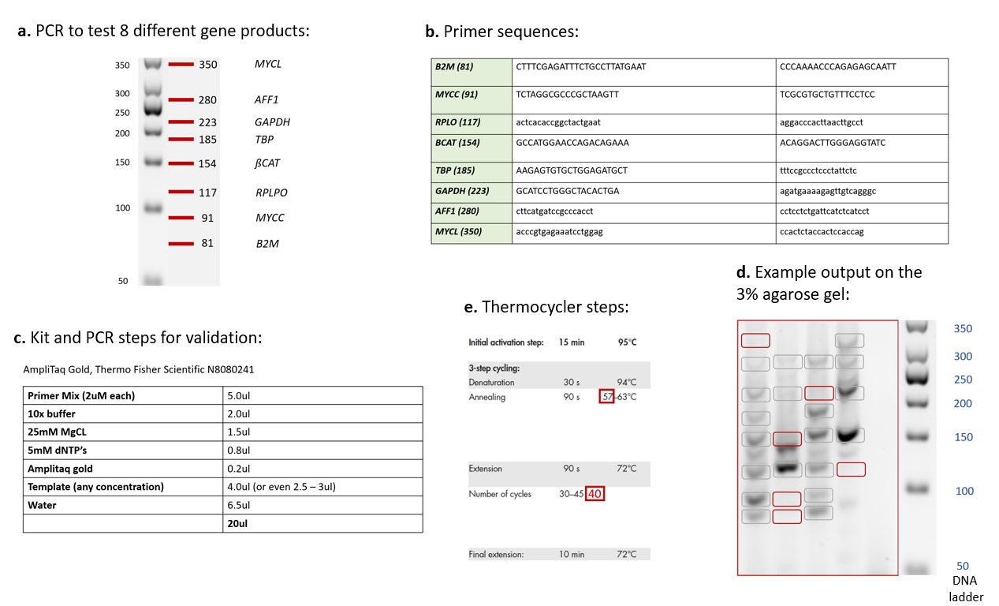 a. PCR to test 8 different gene products:
350 350 MYCL
300
280 AFF1
250
223 GAPDH
200
185 TBP
150 154 ßCAT
117 RPLPO
100
91 MYCC
81 B2M
50
b. Primer sequences:
B2M (81) CTTTCGAGATTTCTGCCTTATGAAT CCCAAAACCCAGAGAGCAATT
MYCC (91) TCTAGGCGCCCGCTAAGTT TCGCGTGCTGTTTCCTCC
RPLO (117) actcacaccggctactgaat aggacccacttaacttgcct
BCAT (154) GCCATGGAACCAGACAGAAA ACAGGACTTGGGAGGTATC
TBP (185) AAGAGTGTGCTGGAGATGCT tttccgccctccctattctc
GAPDH (223) GCATCCTGGGCTACACTGA agatgaaaagagttgtcagggc
AFF1 (280) cttcatgatccgcccacct cctcctctgattcatctcatcct
MYCL (350) acccgtgagaaatcctggag ccactctaccactccaccag
c. Kit and PCR steps for validation:
AmpliTaq Gold, Thermo Fisher Scientific N8080241
Primer Mix (2uM each) 5.0ul
10x buffer 2.0ul
25mM MgCL 1.5ul
5mM dNTP’s 0.8ul
Amplitaq gold 0.2ul
Template (any concentration) 4.0ul (or even 2.5 – 3ul)
Water 6.5ul
20ul
e. Thermocycler steps:
Initial activation step: 15 min 95°C
3-step cycling:
Denaturation 30 s 94°C
Annealing 90 s 57-63°C
Extension 90 s 72°C
Number of cycles 30–45 40
Final extension: 10 min 72°C
d. Example output on the
3% agarose gel:
350
300
250
200
150
100
50
DNA
ladder